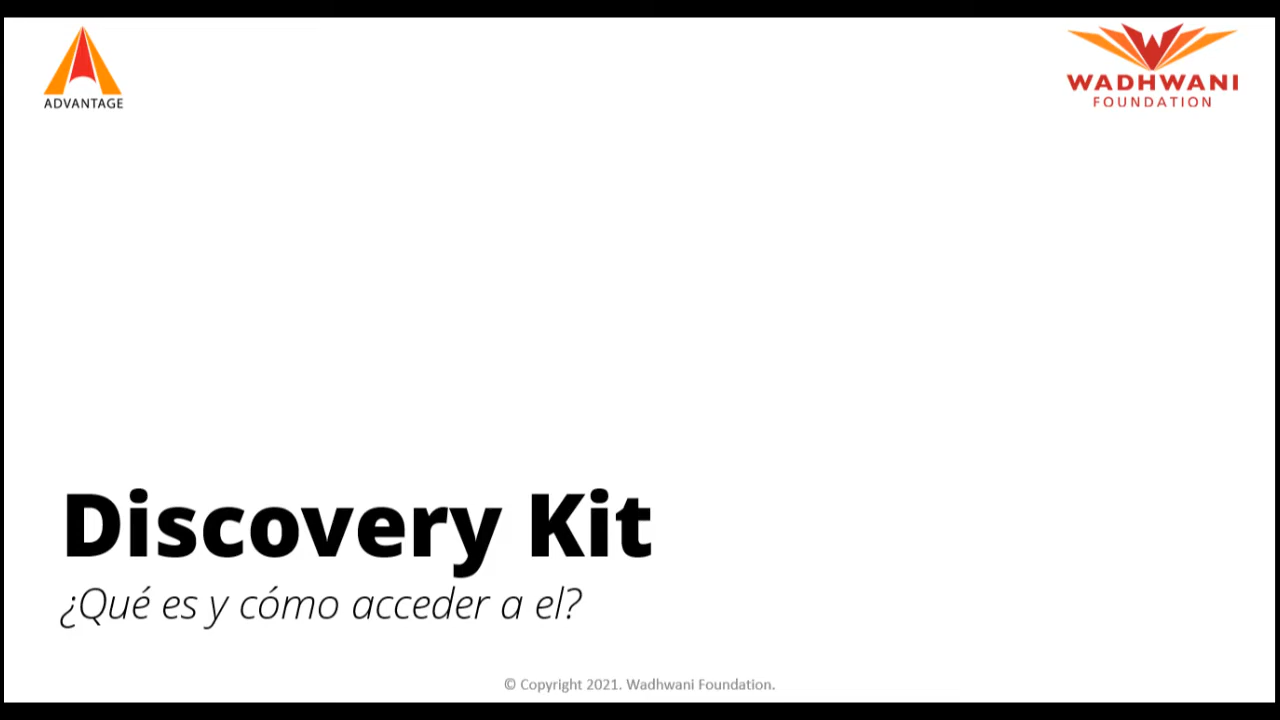 ADVANTAGE
WADHWANI
FOUNDATION
Discovery Kit
¿Qué es y cómo acceder a el?
© Copyright 2021. Wadhwani Foundation.